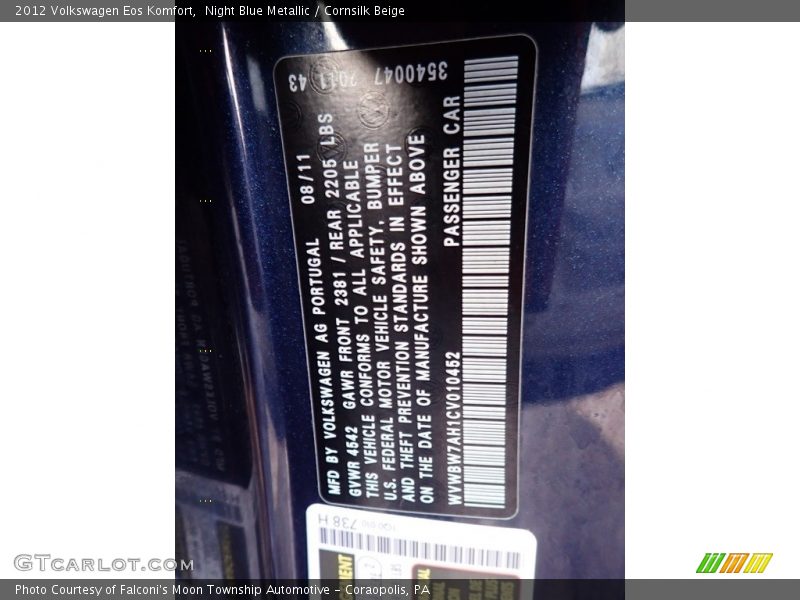 2012 Volkswagen Eos Komfort,  Night Blue Metallic / Cornsilk Beige
3540047 2011 43
MFD BY VOLKSWAGEN AG PORTUGAL 08/11
GVWR 4542 GAWR FRONT 2381 / REAR 2205 LBS
THIS VEHICLE CONFORMS TO ALL APPLICABLE
U.S. FEDERAL MOTOR VEHICLE SAFETY, BUMPER
AND THEFT PREVENTION STANDARDS IN EFFECT
ON THE DATE OF MANUFACTURE SHOWN ABOVE
WVWBW7AH1CV010452 PASSENGER CAR
738 H
GTCarlot.com
Photo Courtesy of Falconi's Moon Township Automotive - Coraopolis, PA